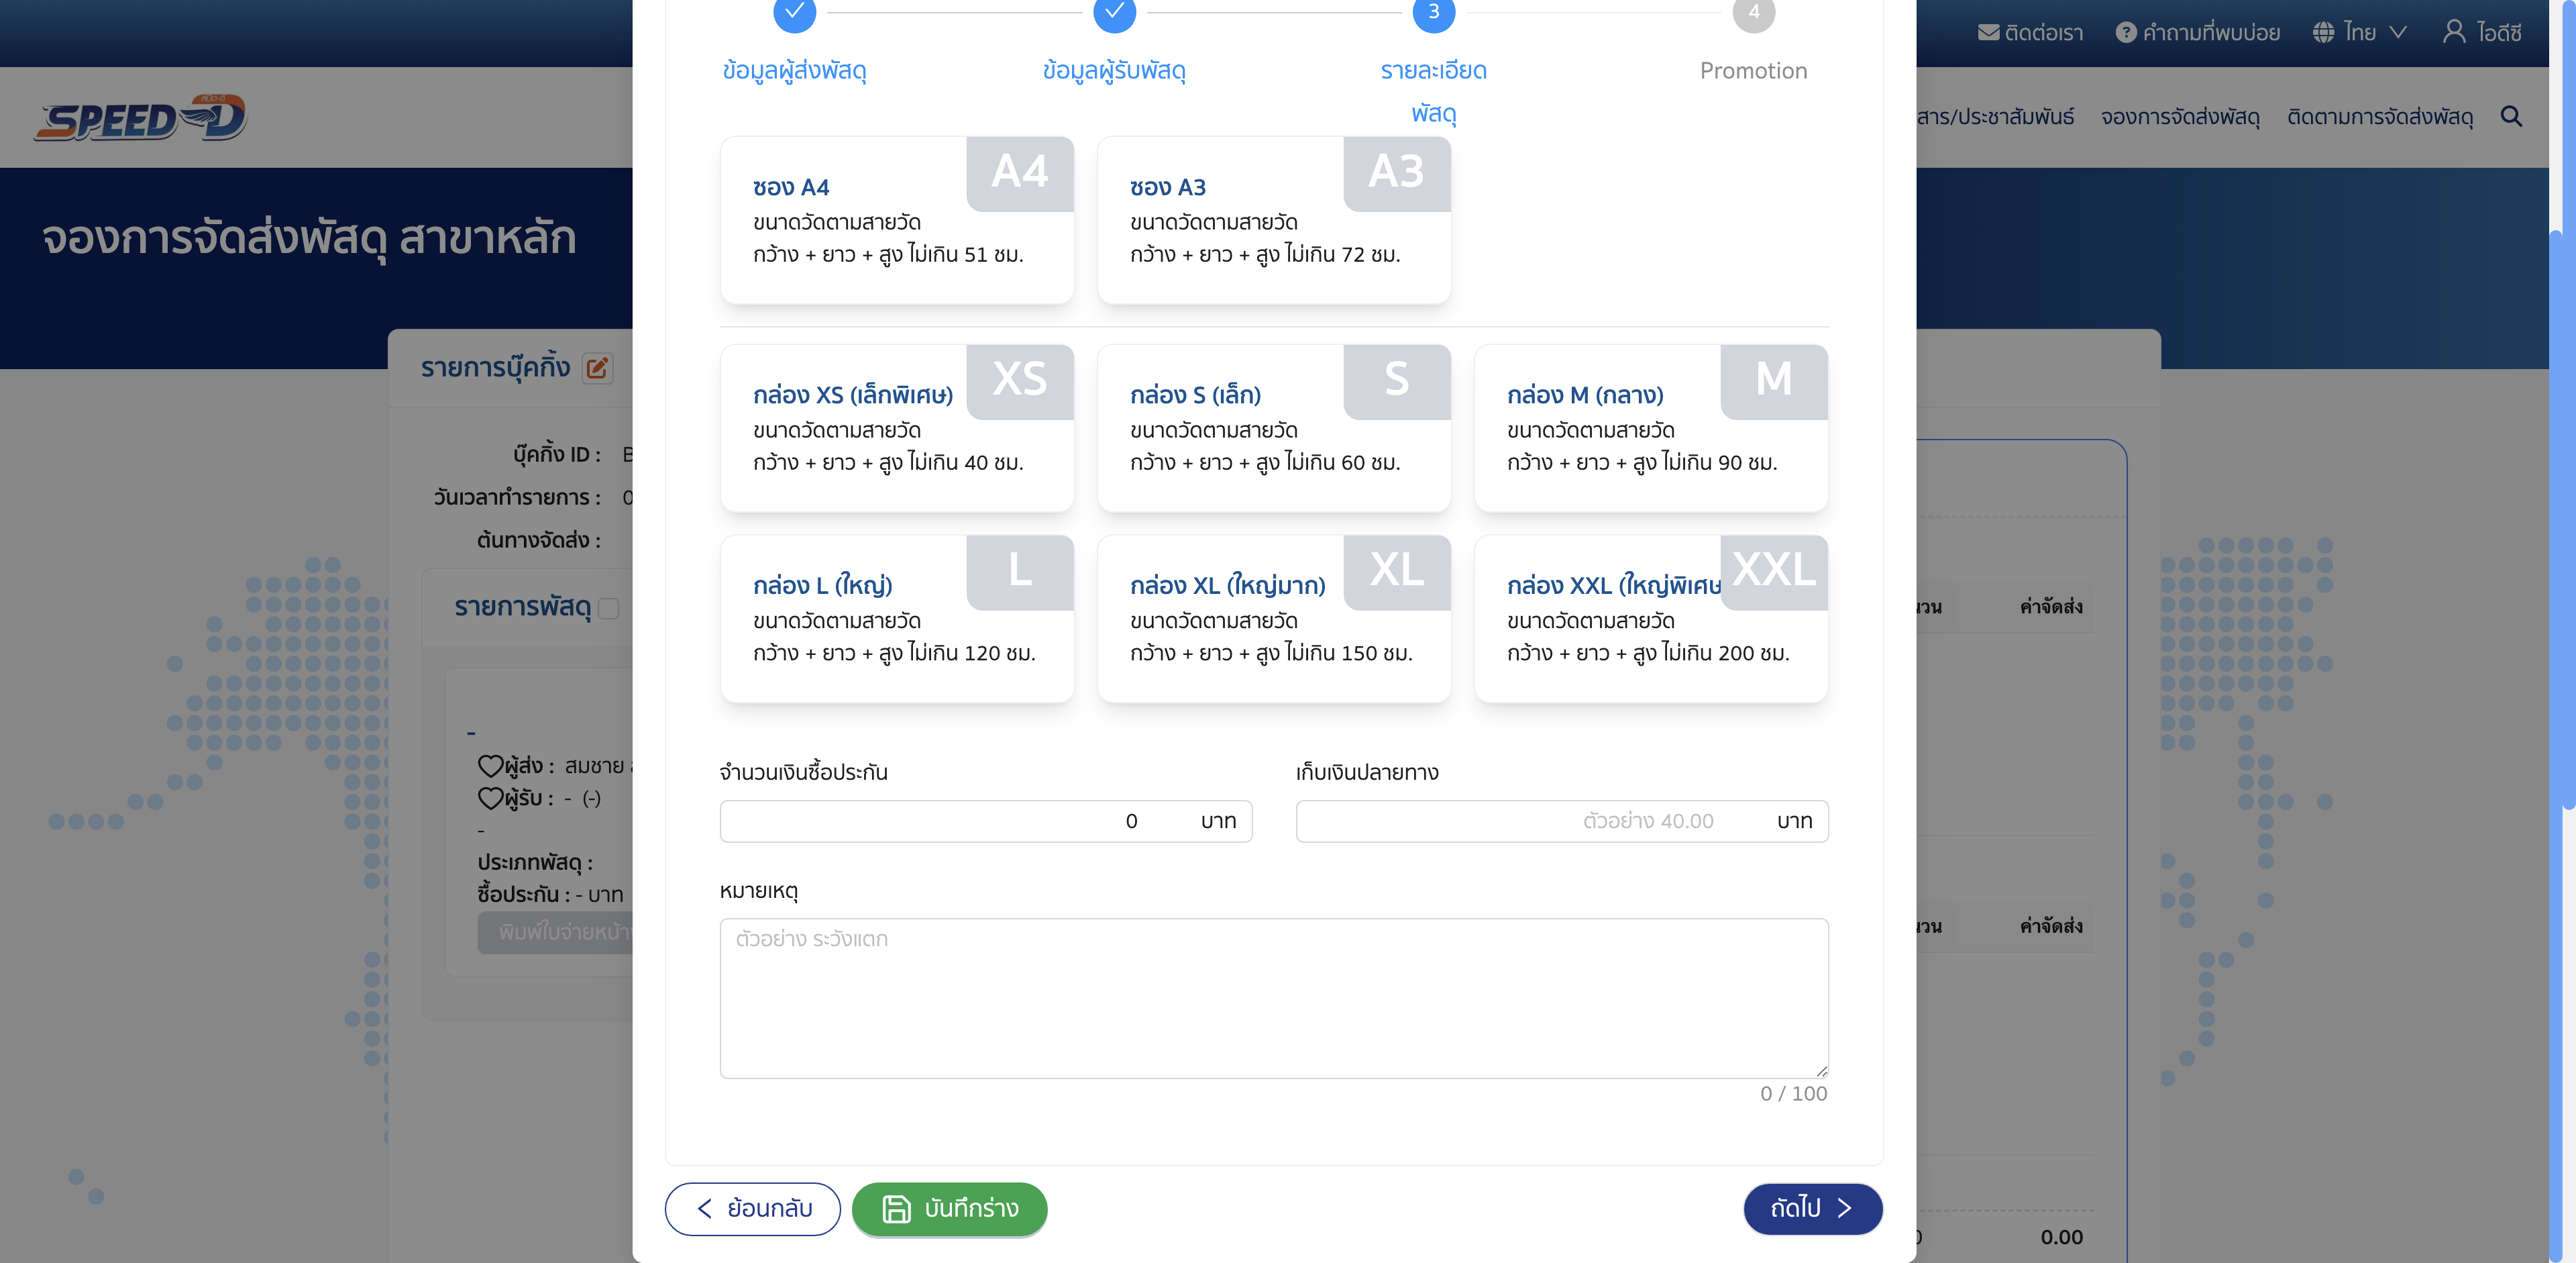 3
4
ติดต่อเรา
คำถามที่พบบ่อย
ไทย
ไอดีซี
ข้อมูลผู้ส่งพัสดุ
ข้อมูลผู้รับพัสดุ
รายละเอียด
พัสดุ
Promotion
SPEED-D
สาร/ประชาสัมพันธ์
จองการจัดส่งพัสดุ
ติดตามการจัดส่งพัสดุ
จองการจัดส่งพัสดุ สาขาหลัก
ซอง A4
A4
ขนาดวัดตามสายวัด
กว้าง + ยาว + สูง ไม่เกิน 51 ซม.
ซอง A3
A3
ขนาดวัดตามสายวัด
กว้าง + ยาว + สูง ไม่เกิน 72 ซม.
กล่อง XS (เล็กพิเศษ)
XS
ขนาดวัดตามสายวัด
กว้าง + ยาว + สูง ไม่เกิน 40 ซม.
กล่อง S (เล็ก)
S
ขนาดวัดตามสายวัด
กว้าง + ยาว + สูง ไม่เกิน 60 ซม.
กล่อง M (กลาง)
M
ขนาดวัดตามสายวัด
กว้าง + ยาว + สูง ไม่เกิน 90 ซม.
กล่อง L (ใหญ่)
L
ขนาดวัดตามสายวัด
กว้าง + ยาว + สูง ไม่เกิน 120 ซม.
กล่อง XL (ใหญ่มาก)
XL
ขนาดวัดตามสายวัด
กว้าง + ยาว + สูง ไม่เกิน 150 ซม.
กล่อง XXL (ใหญ่พิเศษ
XXL
ขนาดวัดตามสายวัด
กว้าง + ยาว + สูง ไม่เกิน 200 ซม.
จำนวนเงินซื้อประกัน
0 บาท
เก็บเงินปลายทาง
ตัวอย่าง 40.00 บาท
หมายเหตุ
ตัวอย่าง ระวังแตก
0 / 100
ย้อนกลับ
บันทึกร่าง
ถัดไป
รายการบุ๊คกิ้ง
บุ๊คกิ้ง ID :
วันเวลาทำรายการ : 0
ต้นทางจัดส่ง :
รายการพัสดุ
-
ผู้ส่ง : สมชาย
ผู้รับ : - (-)
-
ประเภทพัสดุ :
ซื้อประกัน : - บาท
พิมพ์ใบจ่ายหน้า
ค่าจัดส่ง
ค่าจัดส่ง
0.00